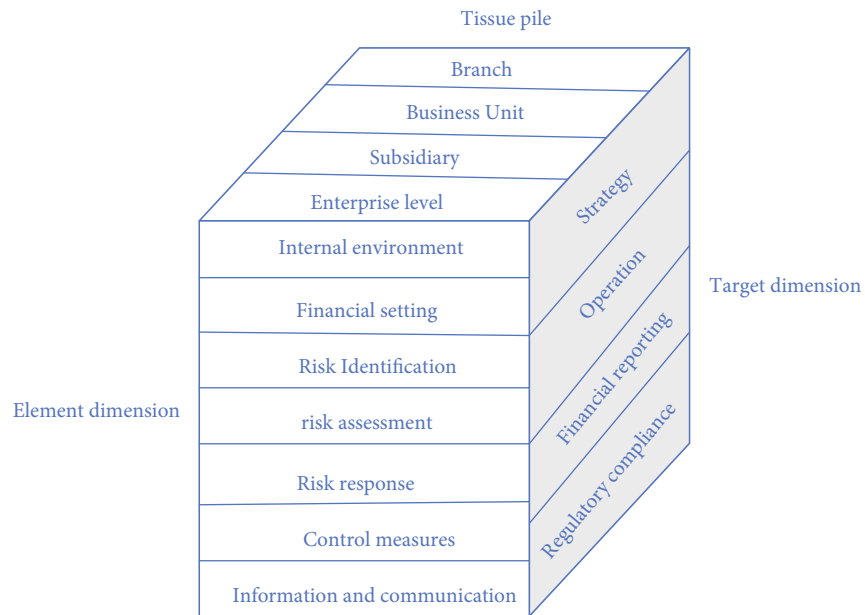 Tissue pile
Branch
Business Unit
Subsidiary
Enterprise level
Internal environment
Financial setting
Risk Identification
risk assessment
Risk response
Control measures
Information and communication
Element dimension
Strategy
Operation
Financial reporting
Regulatory compliance
Target dimension